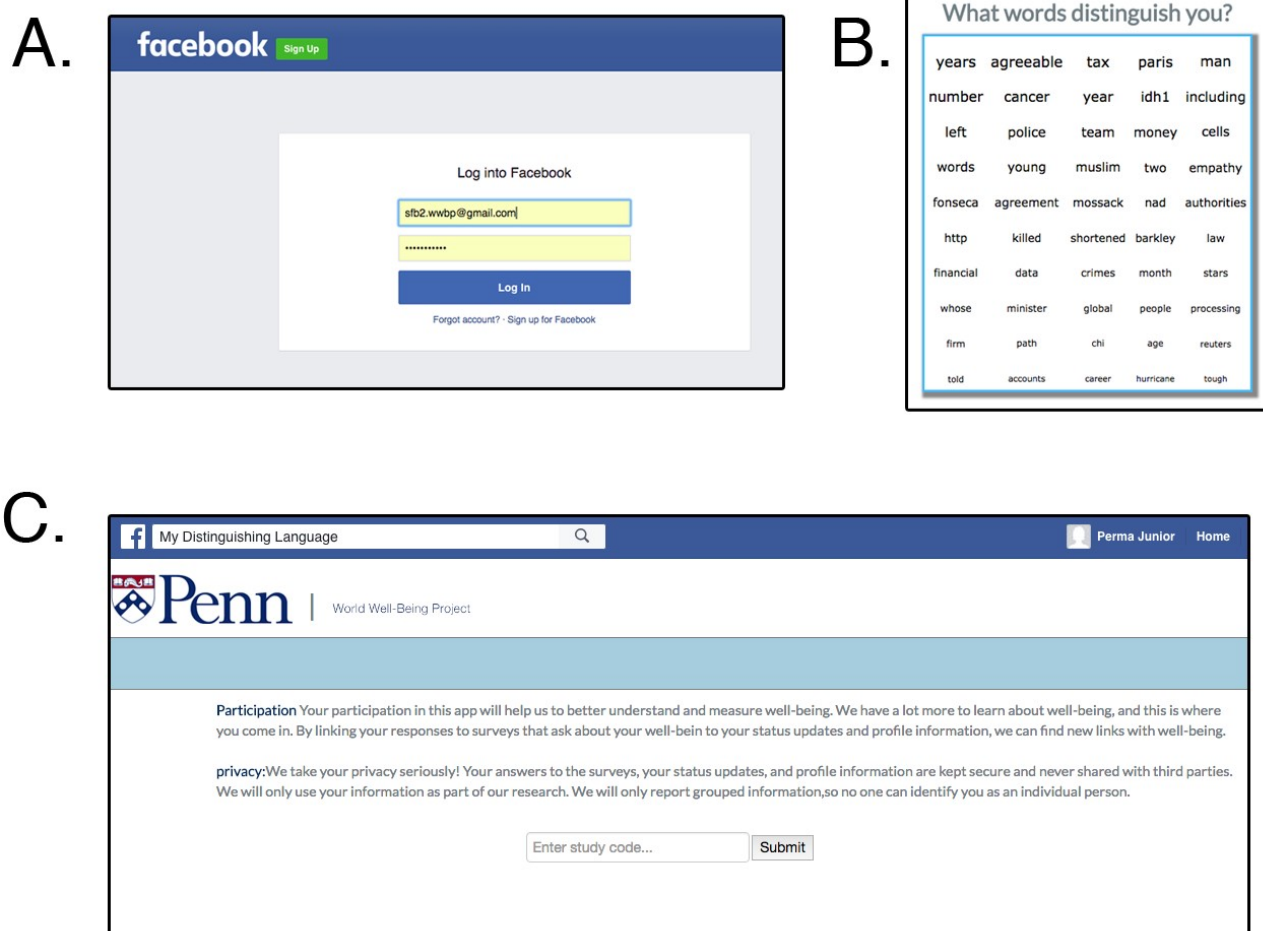 A.
facebook Sign Up
Log into Facebook
sfb2.wwbp@gmail.com
•••••••••••
Log In
Forgot account? · Sign up for Facebook
B.
What words distinguish you?
years agreeable tax paris man
number cancer year idh1 including
left police team money cells
words young muslim two empathy
fonseca agreement mossack nad authorities
http killed shortened barkley law
financial data crimes month stars
whose minister global people processing
firm path chi age reuters
told accounts career hurricane tough
C.
My Distinguishing Language Perma Junior Home
Penn | World Well-Being Project
Participation Your participation in this app will help us to better understand and measure well-being. We have a lot more to learn about well-being, and this is where
you come in. By linking your responses to surveys that ask about your well-bein to your status updates and profile information, we can find new links with well-being.
privacy:We take your privacy seriously! Your answers to the surveys, your status updates, and profile information are kept secure and never shared with third parties.
We will only use your information as part of our research. We will only report grouped information,so no one can identify you as an individual person.
Enter study code... Submit